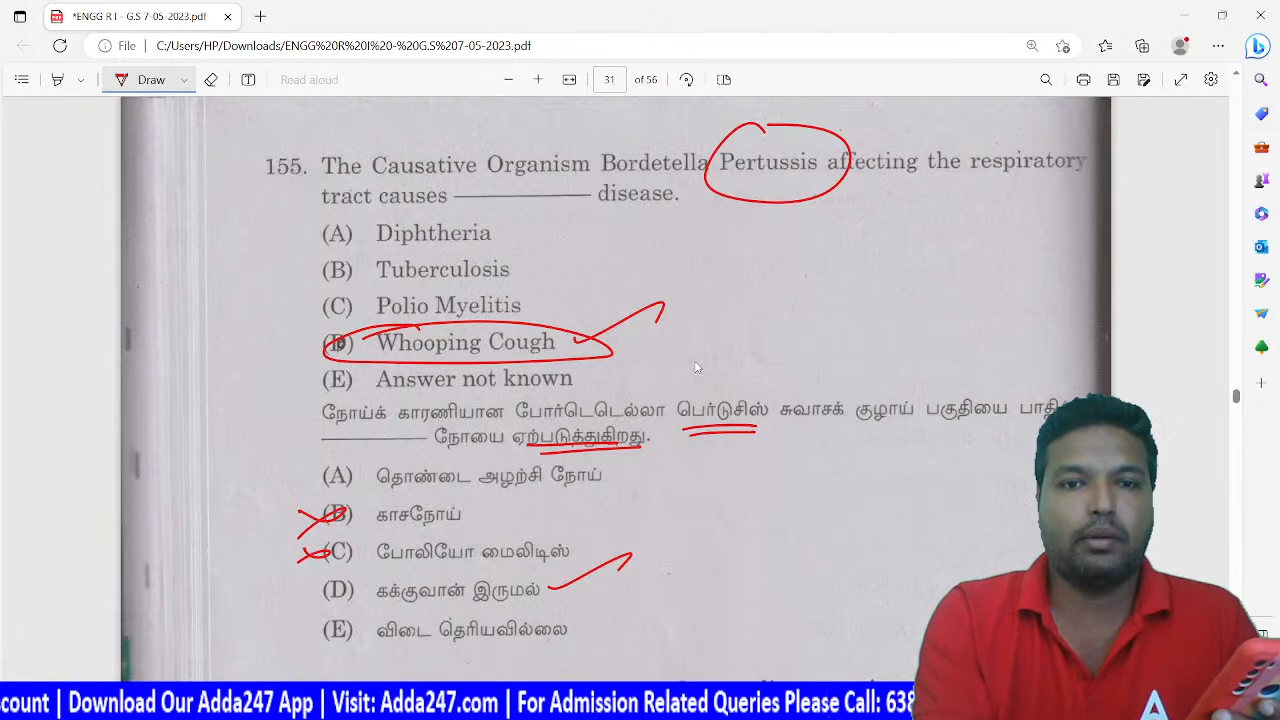 *ENGG R I - G.S 7-05-2023.pdf
File C:/Users/HP/Downloads/ENGG%20R%20I%20-%20G.S%207-05-2023.pdf
Draw Read aloud 31 of 56
155. The Causative Organism Bordetella Pertussis affecting the respiratory
tract causes ———— disease.
(A) Diphtheria
(B) Tuberculosis
(C) Polio Myelitis
(D) Whooping Cough
(E) Answer not known
நோய்க் காரணியான போர்டெடெல்லா பெர்டுசிஸ் சுவாசக் குழாய் பகுதியை
———— நோயை ஏற்படுத்துகிறது.
(A) தொண்டை அழற்சி நோய்
(B) காசநோய்
(C) போலியோ மைலிடிஸ்
(D) கக்குவான் இருமல்
(E) விடை தெரியவில்லை
count | Download Our Adda247 App | Visit: Adda247.com | For Admission Related Queries Please Call: 638